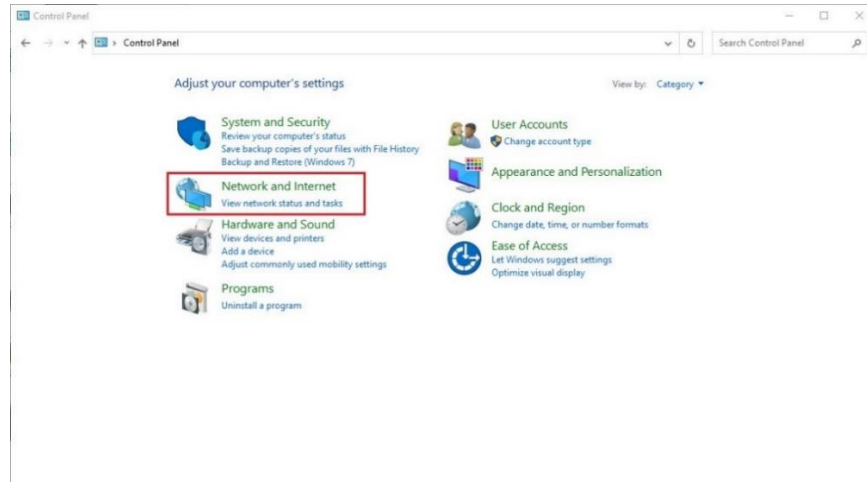 Control Panel
Control Panel
Search Control Panel
Adjust your computer's settings
View by: Category
System and Security
Review your computer's status
Save backup copies of your files with File History
Backup and Restore (Windows 7)
Network and Internet
View network status and tasks
Hardware and Sound
View devices and printers
Add a device
Adjust commonly used mobility settings
Programs
Uninstall a program
User Accounts
Change account type
Appearance and Personalization
Clock and Region
Change date, time, or number formats
Ease of Access
Let Windows suggest settings
Optimize visual display